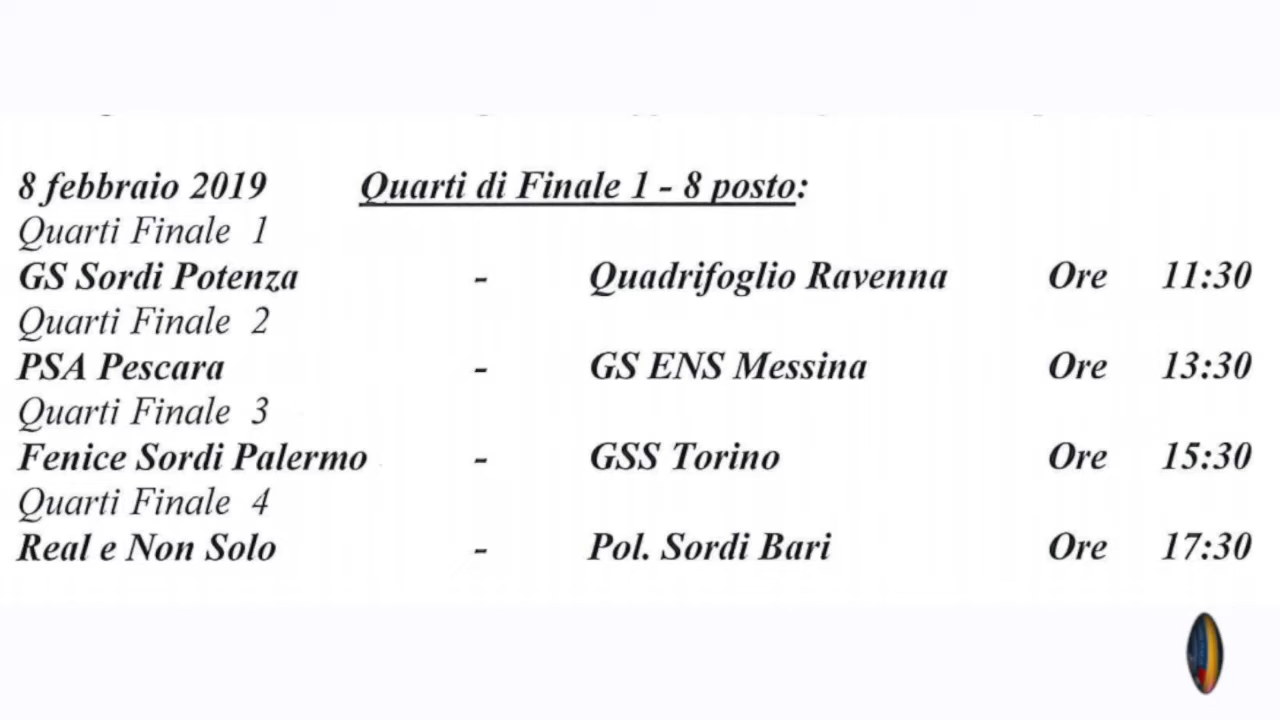 8 febbraio 2019 Quarti di Finale 1 - 8 posto:
Quarti Finale 1
GS Sordi Potenza - Quadrifoglio Ravenna Ore 11:30
Quarti Finale 2
PSA Pescara - GS ENS Messina Ore 13:30
Quarti Finale 3
Fenice Sordi Palermo - GSS Torino Ore 15:30
Quarti Finale 4
Real e Non Solo - Pol. Sordi Bari Ore 17:30